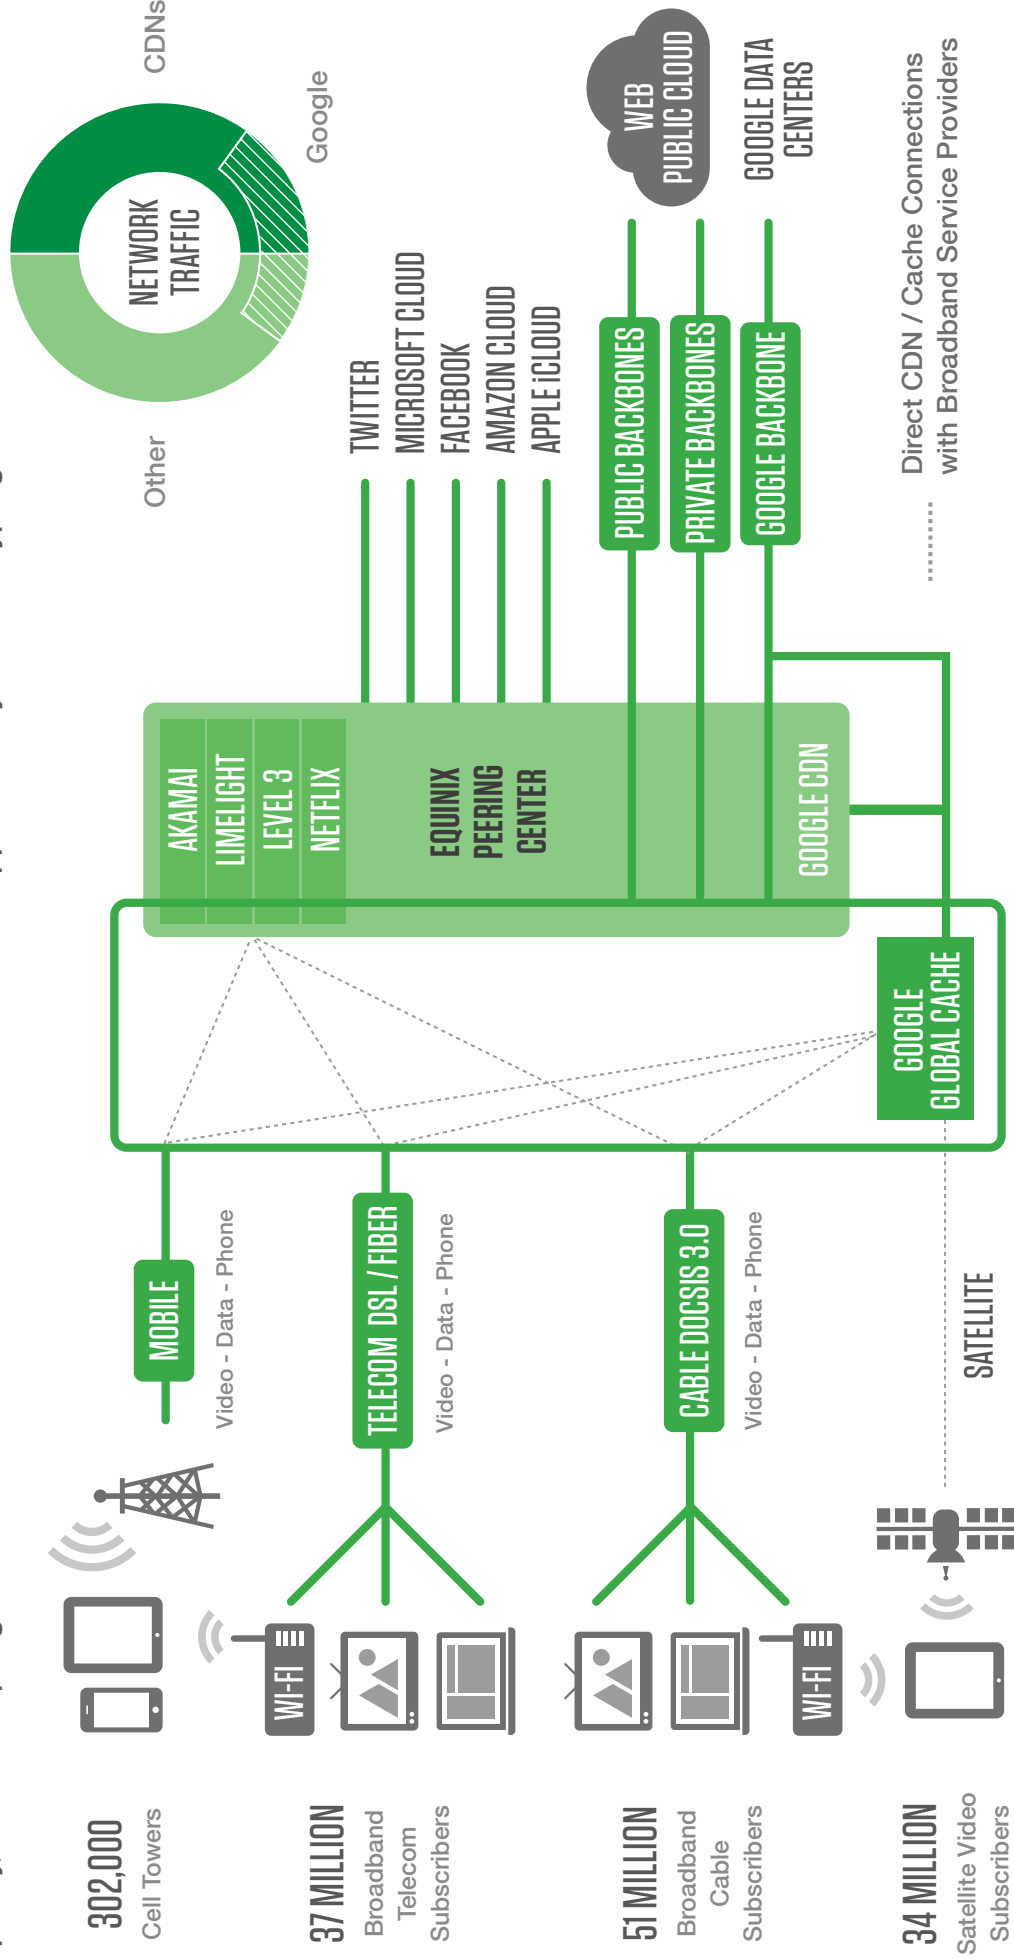 302,000
Cell Towers
37 MILLION
Broadband
Telecom
Subscribers
51 MILLION
Broadband
Cable
Subscribers
34 MILLION
Satellite Video
Subscribers
WI-FI
WI-FI
MOBILE
Video - Data - Phone
TELECOM DSL / FIBER
Video - Data - Phone
CABLE DOCSIS 3.0
Video - Data - Phone
SATELLITE
GOOGLE
GLOBAL CACHE
AKAMAI
LIMELIGHT
LEVEL 3
NETFLIX
EQUINIX
PEERING
CENTER
GOOGLE CDN
TWITTER
MICROSOFT CLOUD
FACEBOOK
AMAZON CLOUD
APPLE iCLOUD
PUBLIC BACKBONES
PRIVATE BACKBONES
GOOGLE BACKBONE
WEB
PUBLIC CLOUD
GOOGLE DATA
CENTERS
Other
NETWORK
TRAFFIC
CDNs
Google
Direct CDN / Cache Connections
with Broadband Service Providers